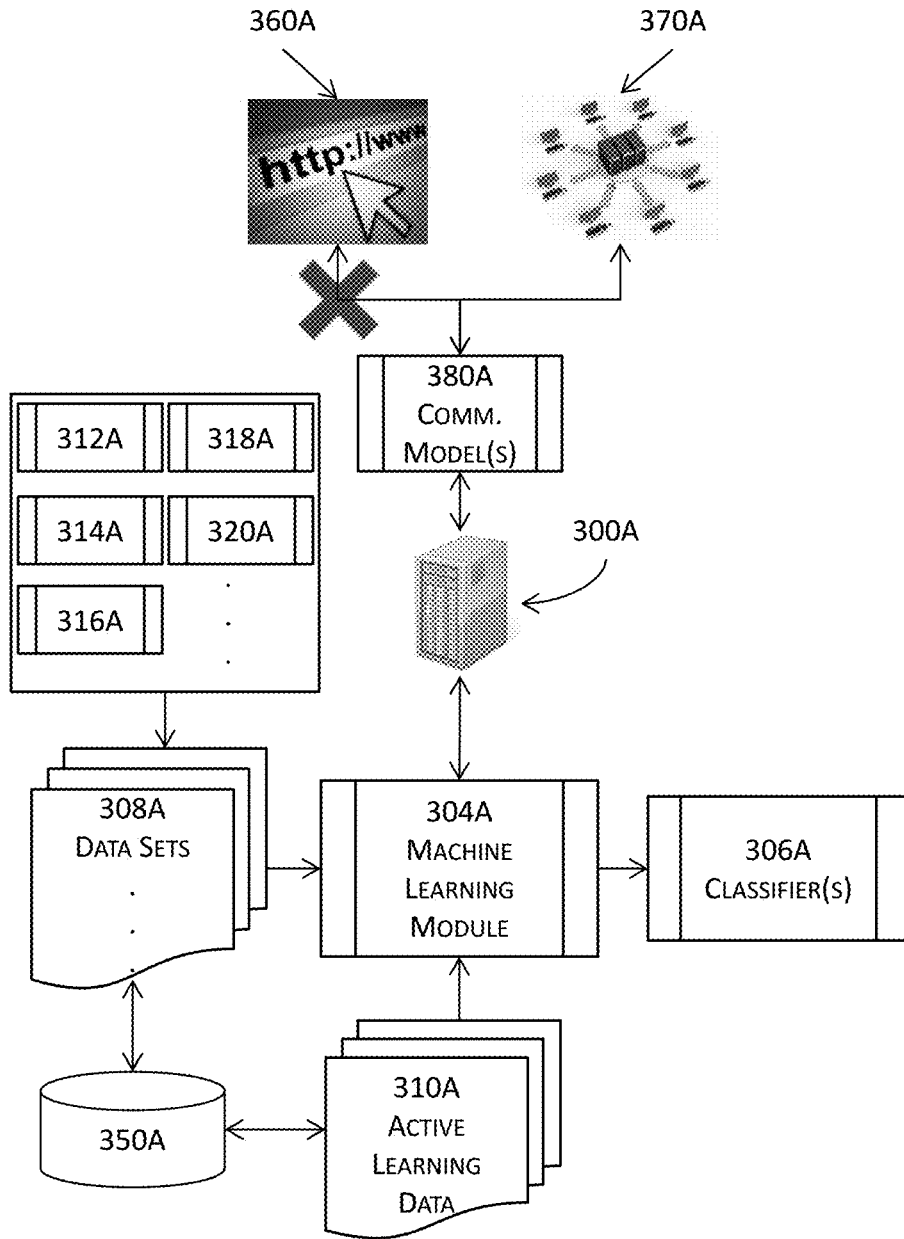 360A
370A
http://www
380A
COMM.
MODEL(S)
312A
318A
314A
320A
300A
316A
308A
DATA SETS
304A
MACHINE
LEARNING
MODULE
306A
CLASSIFIER(S)
310A
ACTIVE
LEARNING
DATA
350A